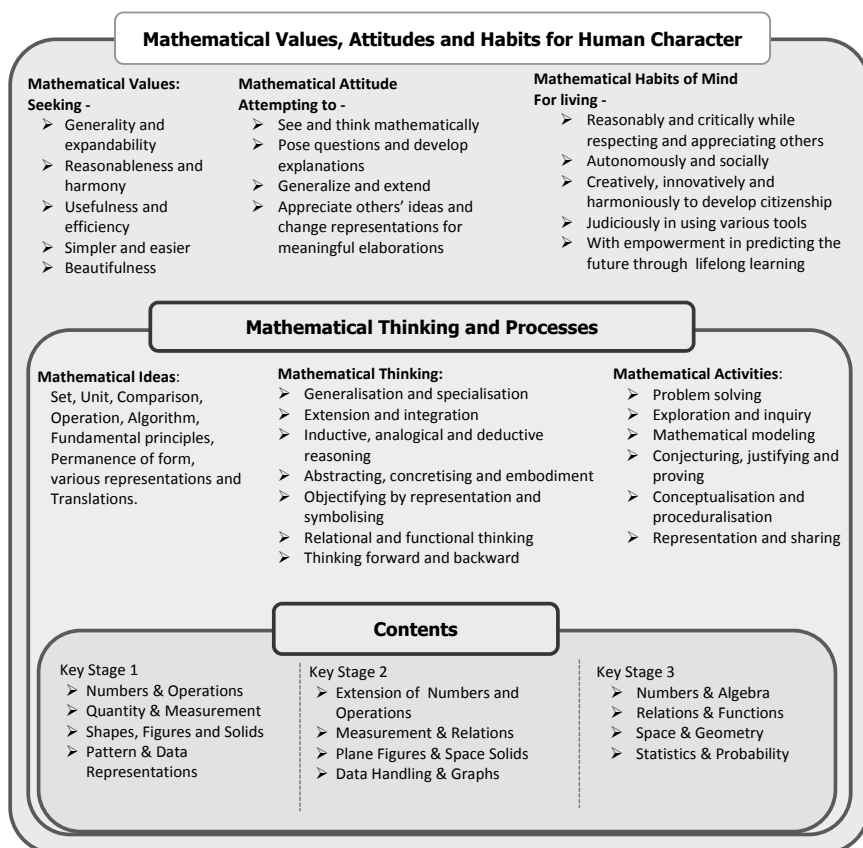 Mathematical Values, Attitudes and Habits for Human Character
Mathematical Values:
Seeking -
➢ Generality and
expandability
➢ Reasonableness and
harmony
➢ Usefulness and
efficiency
➢ Simpler and easier
➢ Beautifulness
Mathematical Attitude
Attempting to -
➢ See and think mathematically
➢ Pose questions and develop
explanations
➢ Generalize and extend
➢ Appreciate others’ ideas and
change representations for
meaningful elaborations
Mathematical Habits of Mind
For living -
➢ Reasonably and critically while
respecting and appreciating others
➢ Autonomously and socially
➢ Creatively, innovatively and
harmoniously to develop citizenship
➢ Judiciously in using various tools
➢ With empowerment in predicting the
future through lifelong learning
Mathematical Thinking and Processes
Mathematical Ideas:
Set, Unit, Comparison,
Operation, Algorithm,
Fundamental principles,
Permanence of form,
various representations and
Translations.
Mathematical Thinking:
➢ Generalisation and specialisation
➢ Extension and integration
➢ Inductive, analogical and deductive
reasoning
➢ Abstracting, concretising and embodiment
➢ Objectifying by representation and
symbolising
➢ Relational and functional thinking
➢ Thinking forward and backward
Mathematical Activities:
➢ Problem solving
➢ Exploration and inquiry
➢ Mathematical modeling
➢ Conjecturing, justifying and
proving
➢ Conceptualisation and
proceduralisation
➢ Representation and sharing
Contents
Key Stage 1
➢ Numbers & Operations
➢ Quantity & Measurement
➢ Shapes, Figures and Solids
➢ Pattern & Data
Representations
Key Stage 2
➢ Extension of Numbers and
Operations
➢ Measurement & Relations
➢ Plane Figures & Space Solids
➢ Data Handling & Graphs
Key Stage 3
➢ Numbers & Algebra
➢ Relations & Functions
➢ Space & Geometry
➢ Statistics & Probability